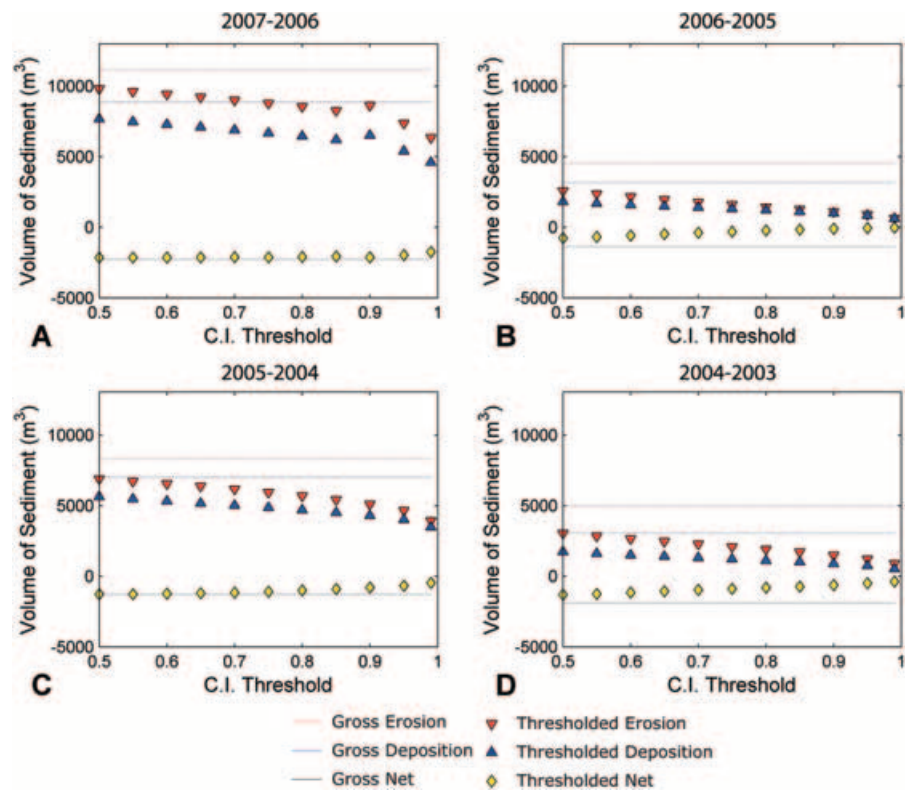 2007-2006
2006-2005
Volume of Sediment (m³)
10000
5000
0
-5000
0.5 0.6 0.7 0.8 0.9 1
C.I. Threshold
A
Volume of Sediment (m³)
10000
5000
0
-5000
0.5 0.6 0.7 0.8 0.9 1
C.I. Threshold
B
2005-2004
2004-2003
Volume of Sediment (m³)
10000
5000
0
-5000
0.5 0.6 0.7 0.8 0.9 1
C.I. Threshold
C
Volume of Sediment (m³)
10000
5000
0
-5000
0.5 0.6 0.7 0.8 0.9 1
C.I. Threshold
D
Gross Erosion
Gross Deposition
Gross Net
Thresholded Erosion
Thresholded Deposition
Thresholded Net